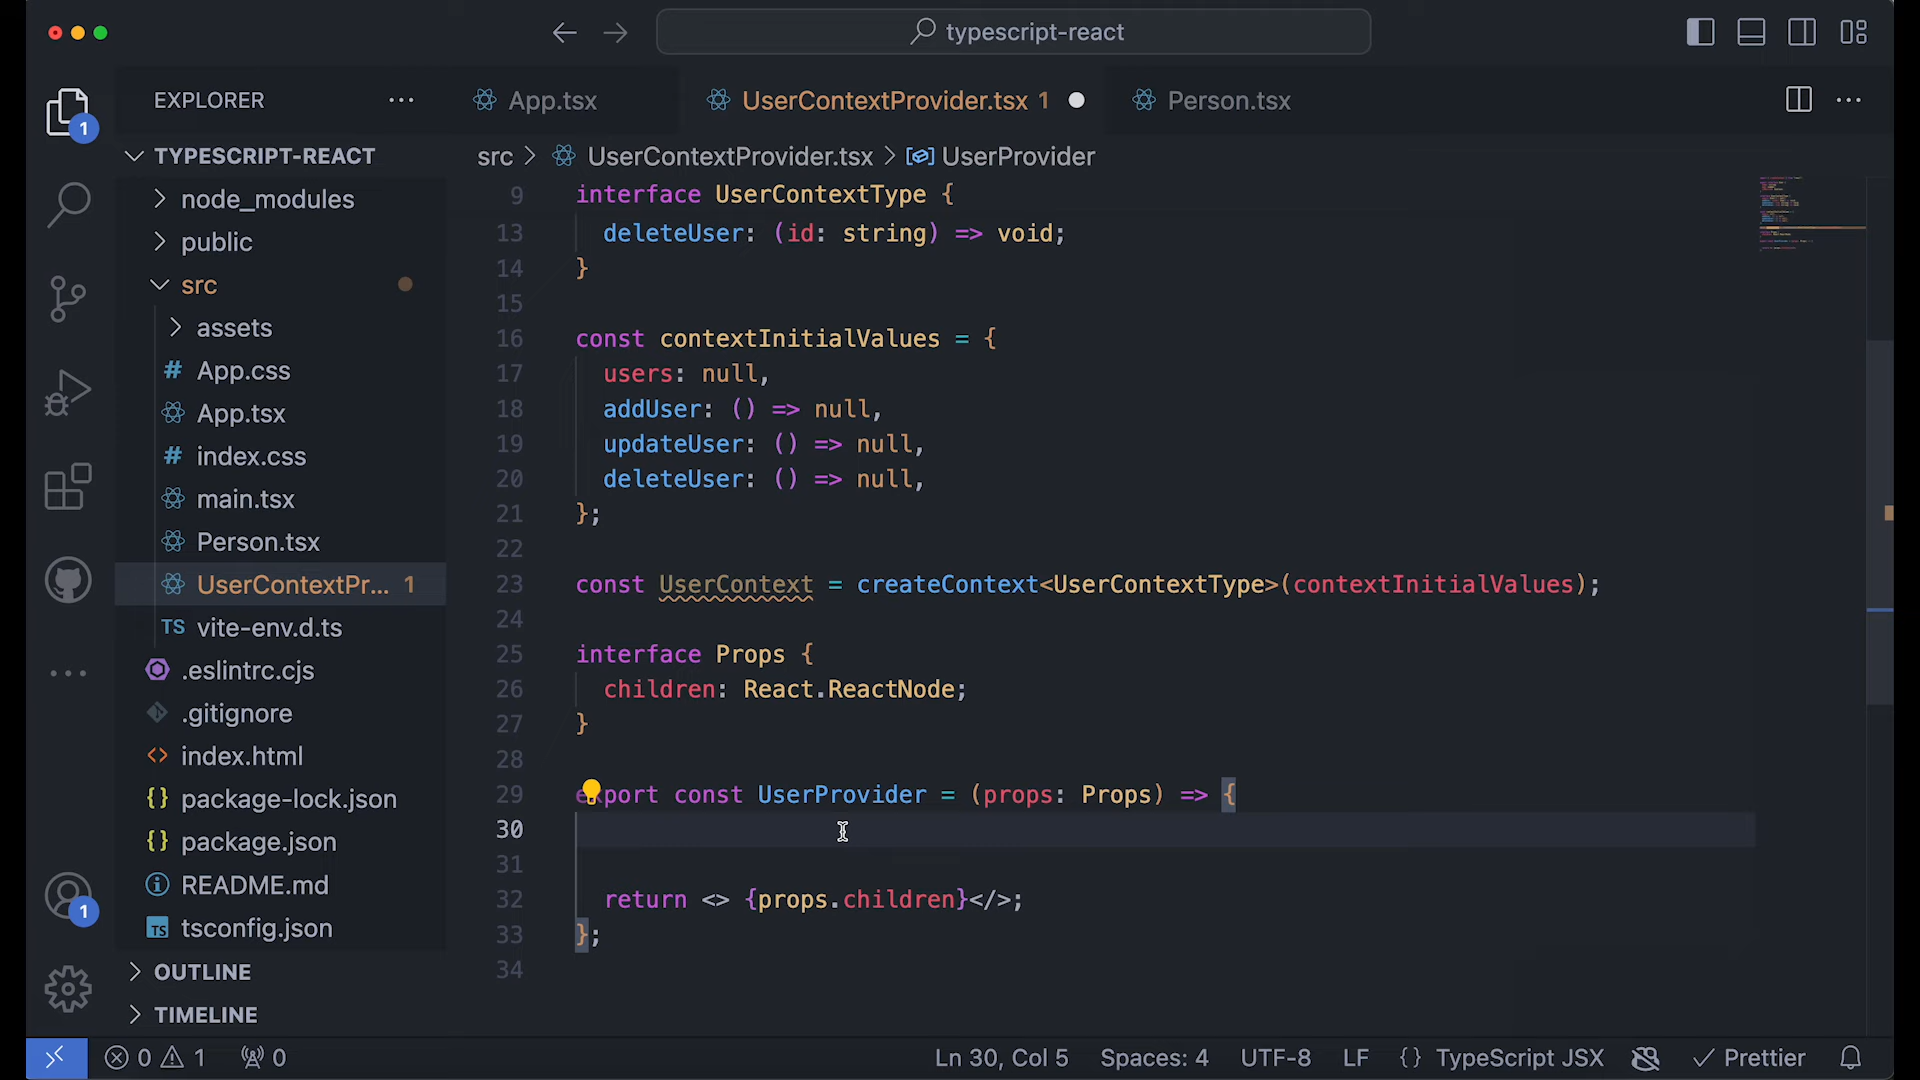 typescript-react
EXPLORER
App.tsx
UserContextProvider.tsx 1
Person.tsx
TYPESCRIPT-REACT
src > UserContextProvider.tsx > UserProvider
1
node_modules
public
src
assets
App.css
App.tsx
index.css
main.tsx
Person.tsx
UserContextPr... 1
TS vite-env.d.ts
.eslintrc.cjs
.gitignore
index.html
package-lock.json
package.json
README.md
TS tsconfig.json
1
OUTLINE
TIMELINE
9 interface UserContextType {
13 deleteUser: (id: string) => void;
14 }
15
16 const contextInitialValues = {
17 users: null,
18 addUser: () => null,
19 updateUser: () => null,
20 deleteUser: () => null,
21 };
22
23 const UserContext = createContext<UserContextType>(contextInitialValues);
24
25 interface Props {
26 children: React.ReactNode;
27 }
28
29 export const UserProvider = (props: Props) => {
30
31
32 return <> {props.children}</>;
33 };
34
0 1 0 Ln 30, Col 5 Spaces: 4 UTF-8 LF {} TypeScript JSX Prettier